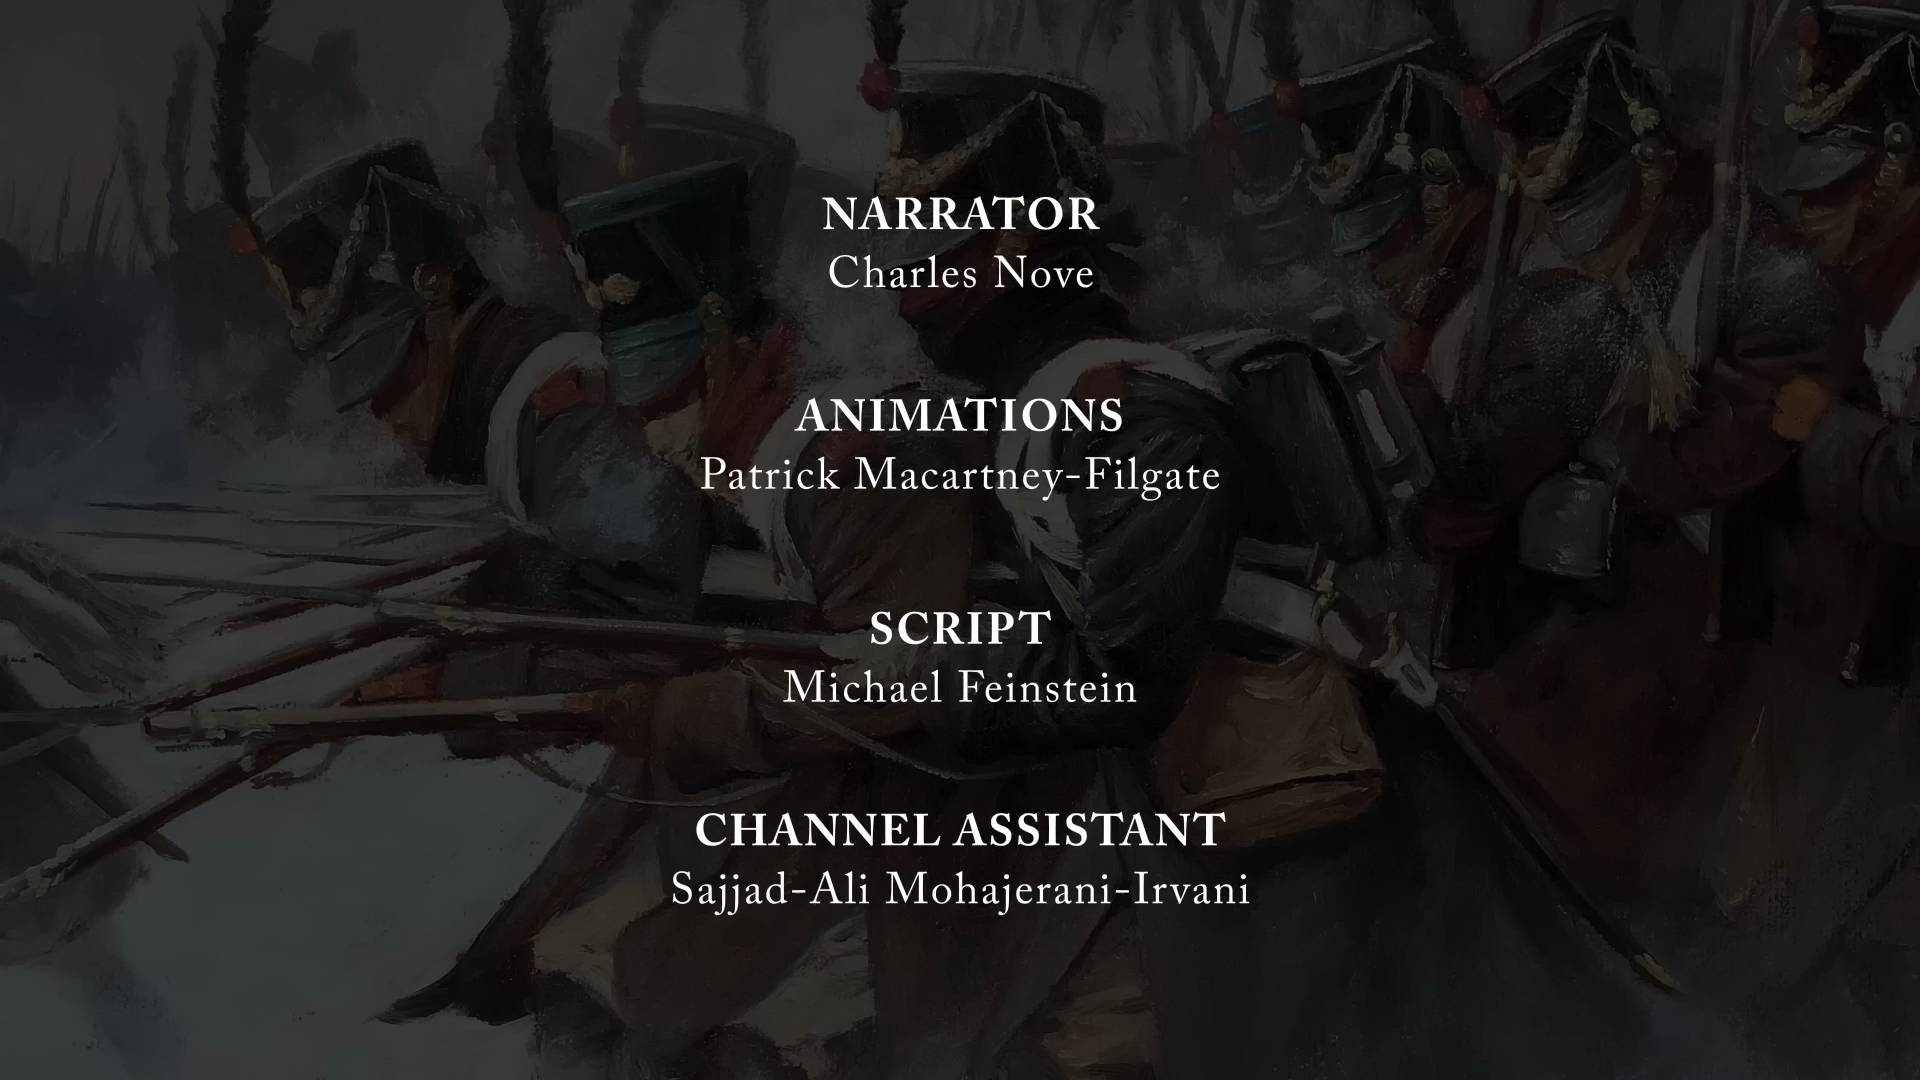 NARRATOR
Charles Nove
ANIMATIONS
Patrick Macartney-Filgate
SCRIPT
Michael Feinstein
CHANNEL ASSISTANT
Sajjad-Ali Mohajerani-Irvani